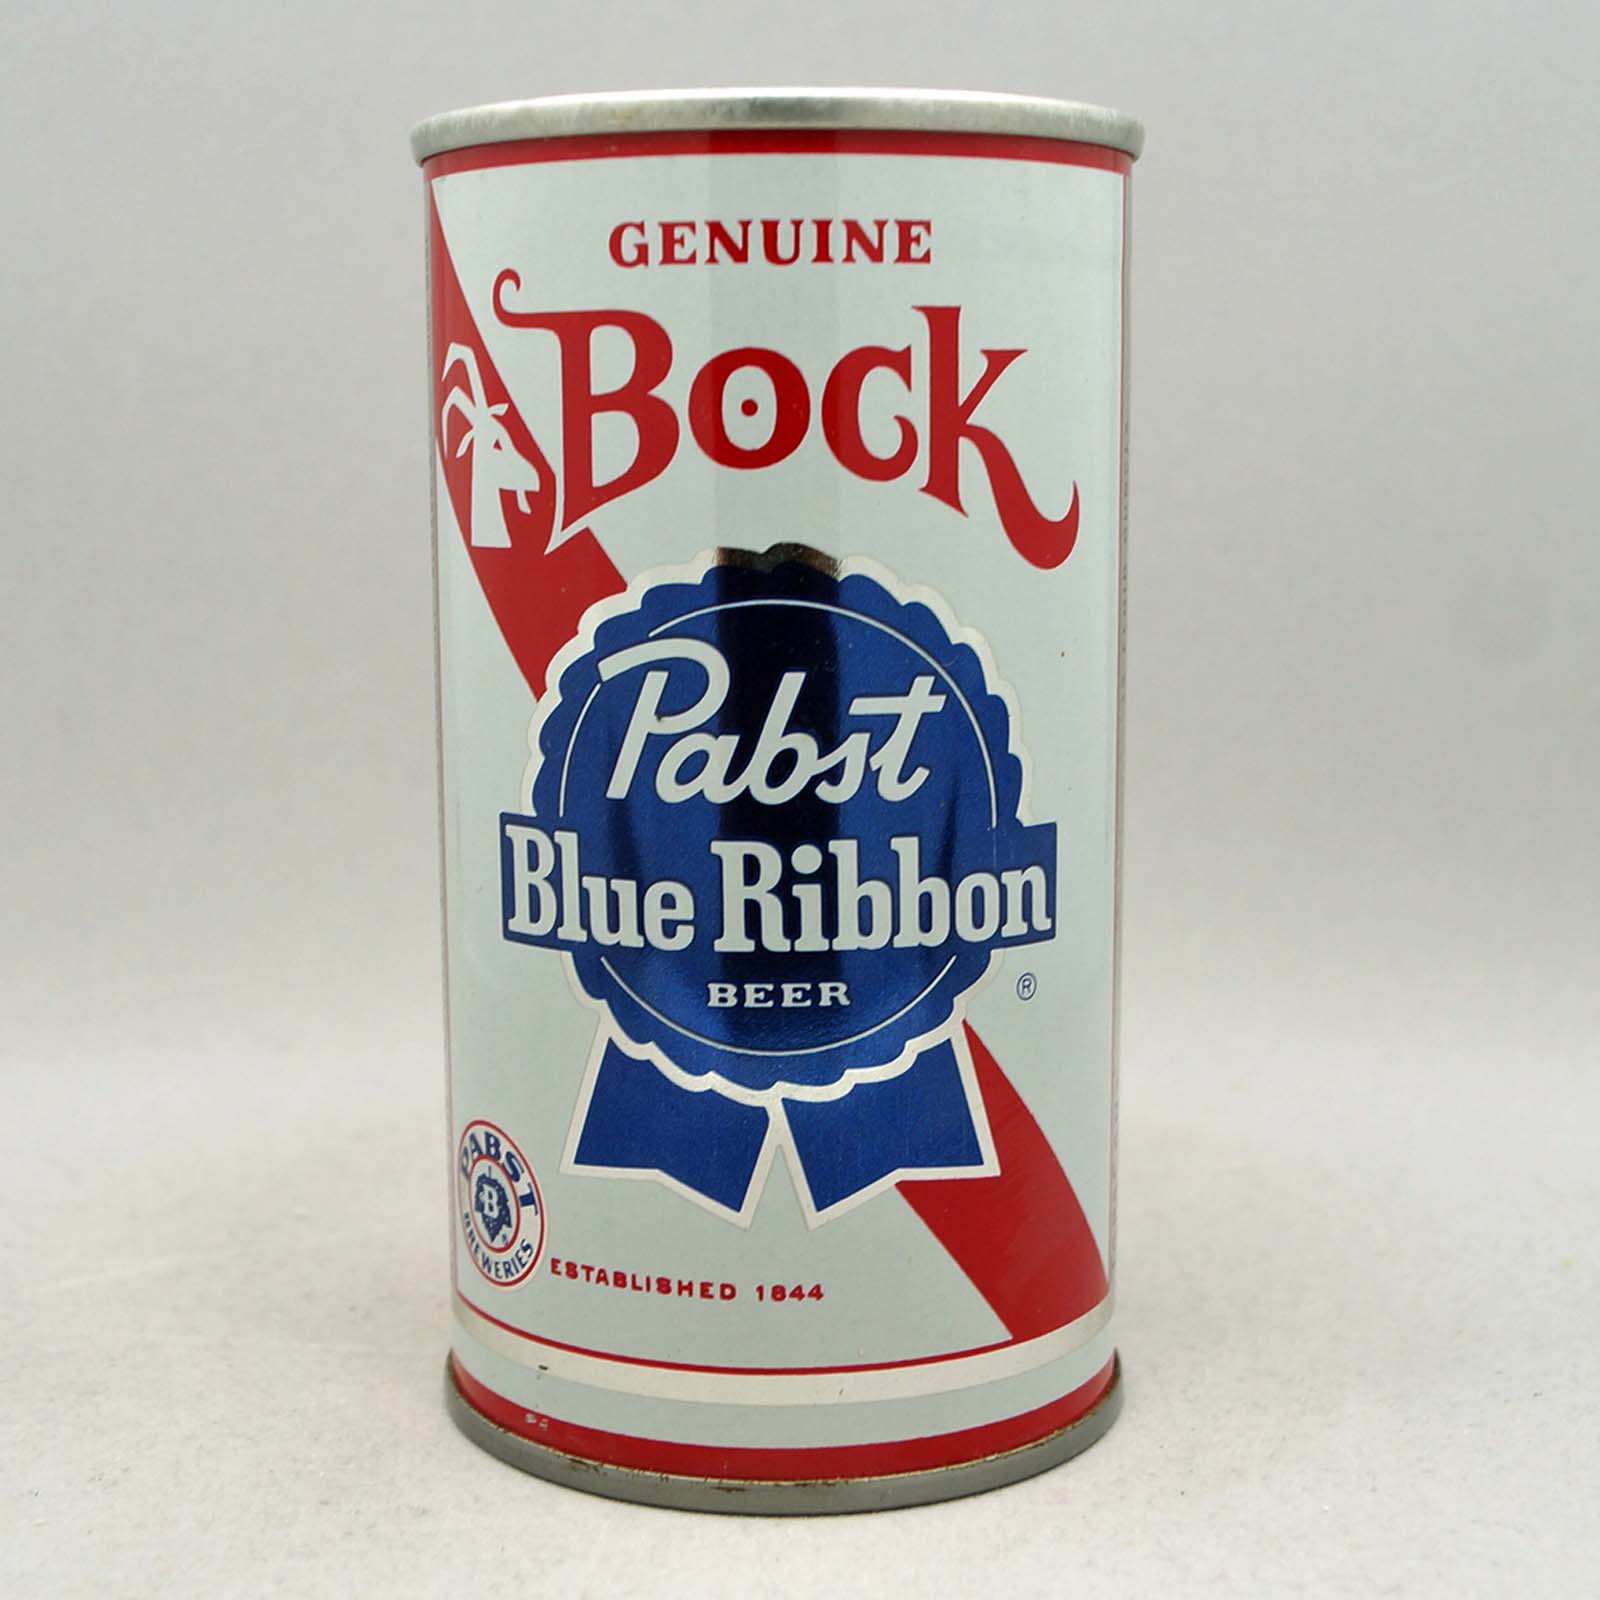 GENUINE
BOCK
Pabst
Blue Ribbon
BEER
®
PABST
B
BREWERIES
ESTABLISHED 1844